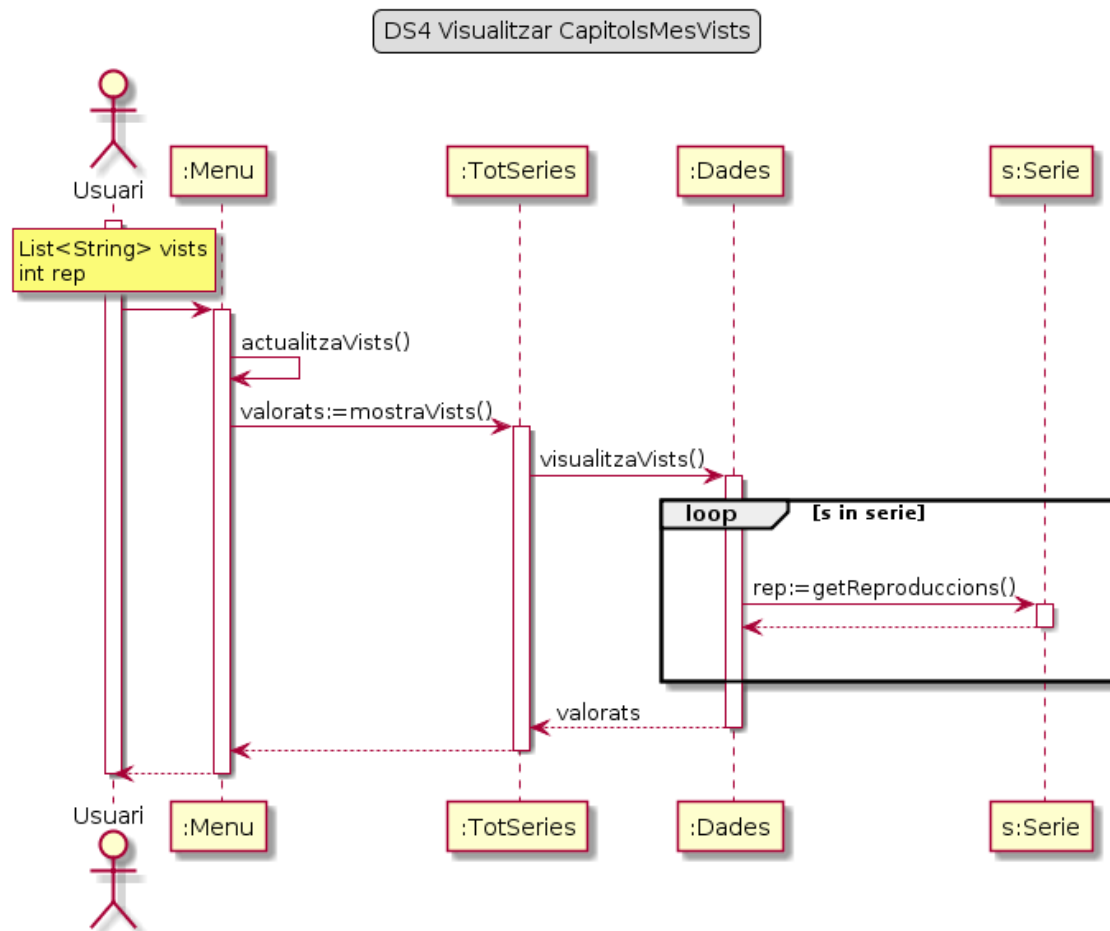 DS4 Visualitzar CapitolsMesVists
Usuari
:Menu
:TotSeries
:Dades
s:Serie
List<String> vists
int rep
actualitzaVists()
valorats:=mostraVists()
visualitzaVists()
loop
[s in serie]
rep:=getReproduccions()
valorats
Usuari
:Menu
:TotSeries
:Dades
s:Serie